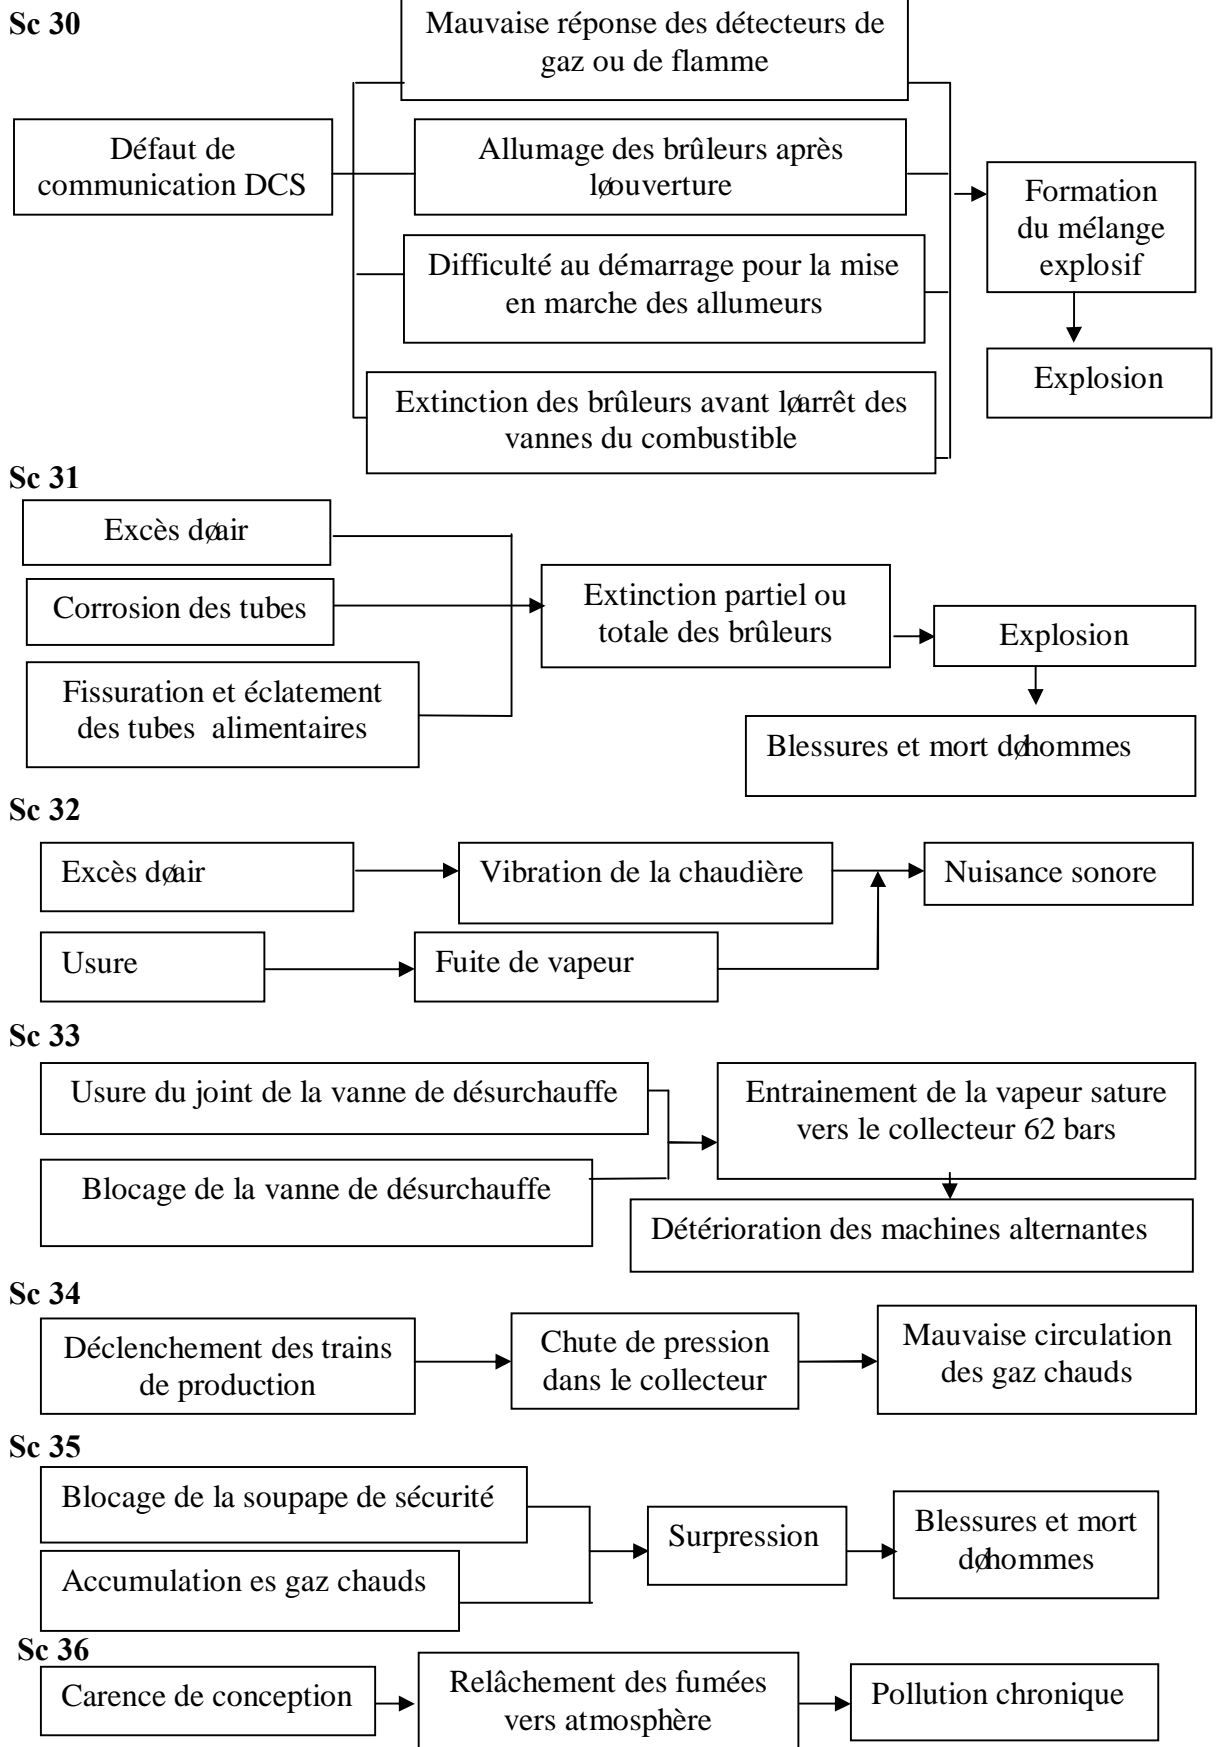 Sc 30
Mauvaise réponse des détecteurs de
gaz ou de flamme
Défaut de
communication DCS
Allumage des brûleurs après
løouverture
Difficulté au démarrage pour la mise
en marche des allumeurs
Extinction des brûleurs avant løarrêt des
vannes du combustible
Formation
du mélange
explosif
Explosion
Sc 31
Excès døair
Corrosion des tubes
Fissuration et éclatement
des tubes alimentaires
Extinction partiel ou
totale des brûleurs
Explosion
Blessures et mort døhommes
Sc 32
Excès døair
Vibration de la chaudière
Nuisance sonore
Usure
Fuite de vapeur
Sc 33
Usure du joint de la vanne de désurchauffe
Blocage de la vanne de désurchauffe
Entrainement de la vapeur sature
vers le collecteur 62 bars
Détérioration des machines alternantes
Sc 34
Déclenchement des trains
de production
Chute de pression
dans le collecteur
Mauvaise circulation
des gaz chauds
Sc 35
Blocage de la soupape de sécurité
Accumulation es gaz chauds
Surpression
Blessures et mort
døhommes
Sc 36
Carence de conception
Relâchement des fumées
vers atmosphère
Pollution chronique